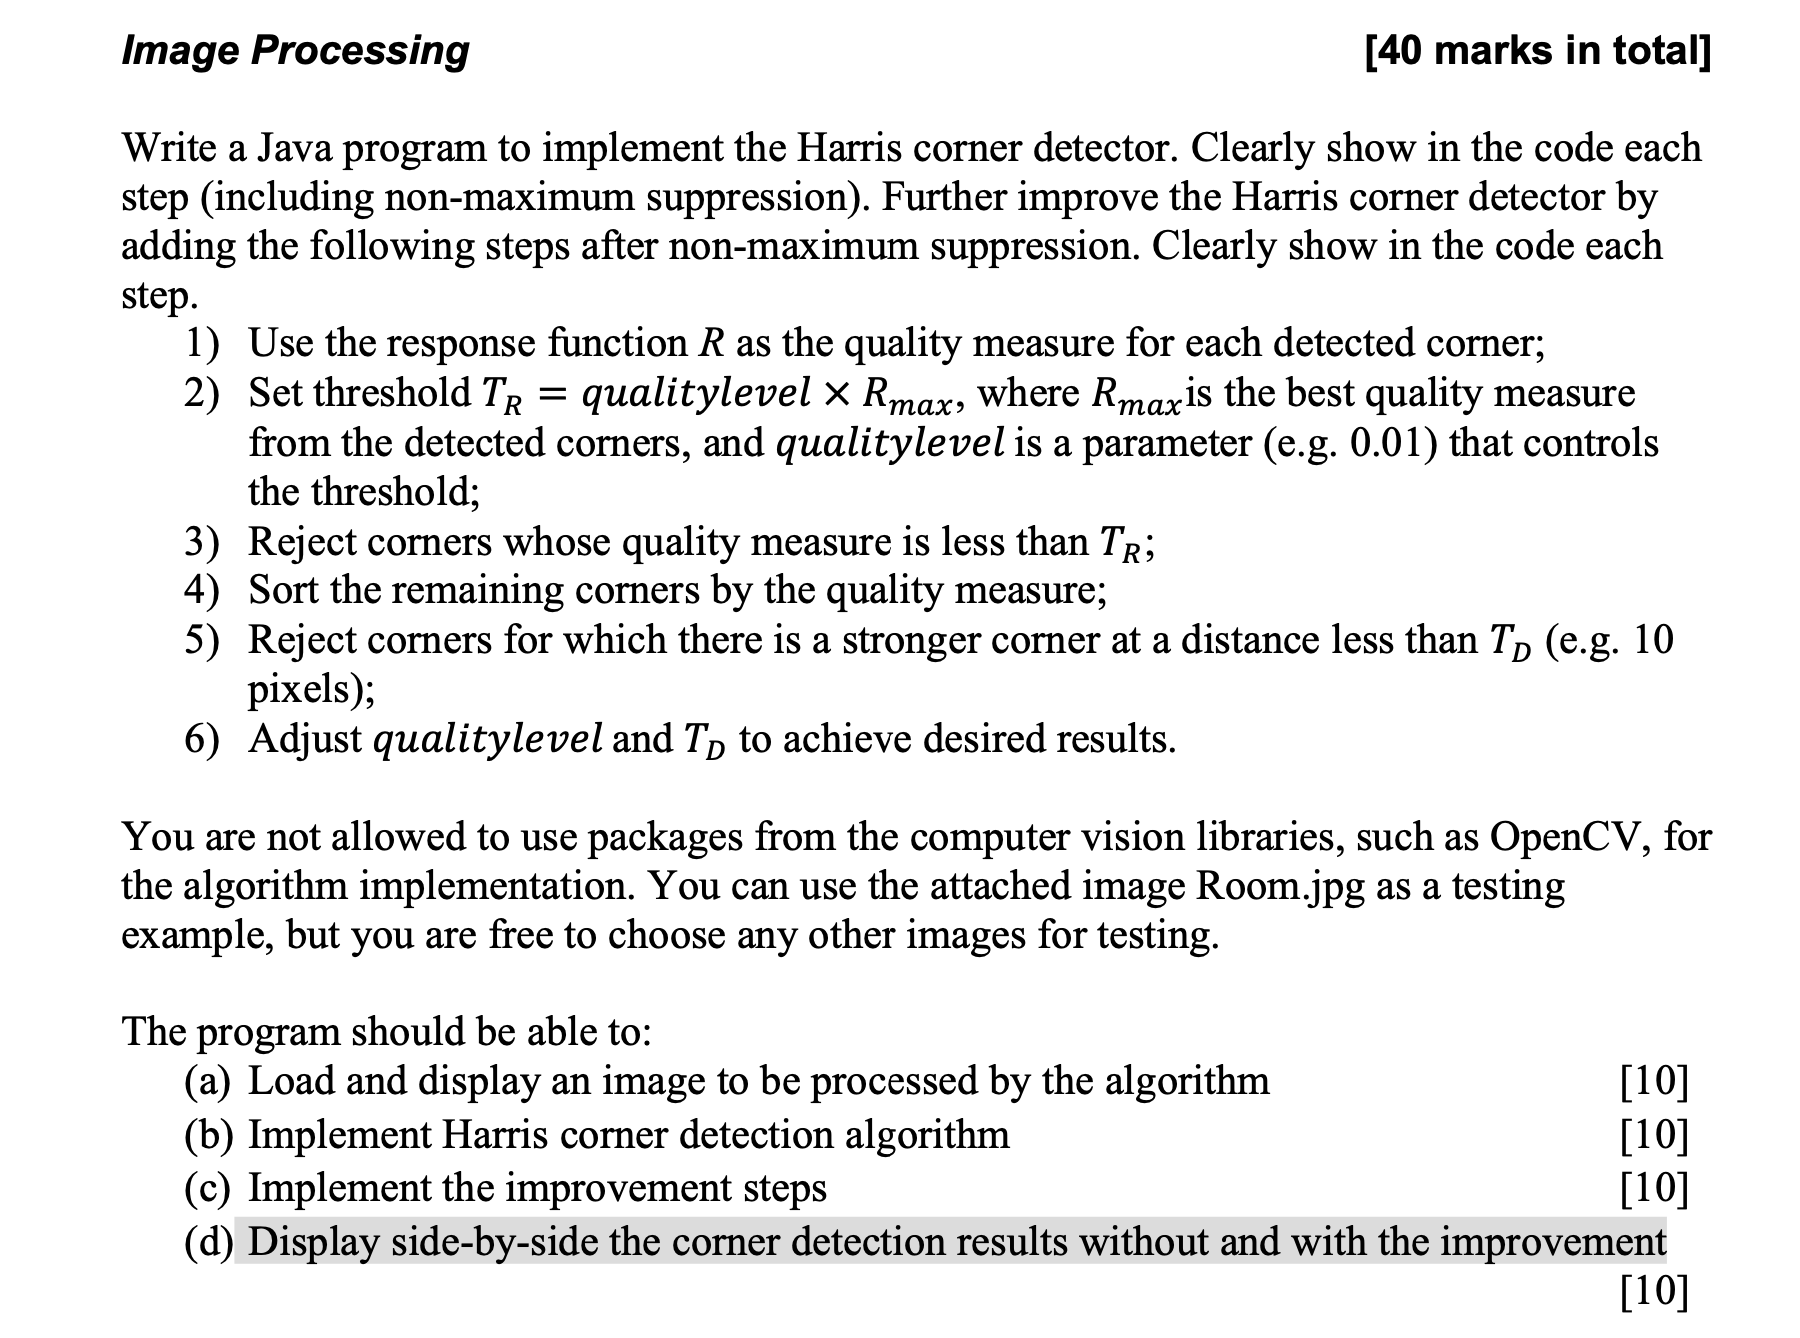 Image Processing [40 marks in total]
Write a Java program to implement the Harris corner detector. Clearly show in the code each
step (including non-maximum suppression). Further improve the Harris corner detector by
adding the following steps after non-maximum suppression. Clearly show in the code each
step.
1) Use the response function R as the quality measure for each detected corner;
2) Set threshold T_R = qualitylevel × R_max, where R_max is the best quality measure
from the detected corners, and qualitylevel is a parameter (e.g. 0.01) that controls
the threshold;
3) Reject corners whose quality measure is less than T_R;
4) Sort the remaining corners by the quality measure;
5) Reject corners for which there is a stronger corner at a distance less than T_D (e.g. 10
pixels);
6) Adjust qualitylevel and T_D to achieve desired results.
You are not allowed to use packages from the computer vision libraries, such as OpenCV, for
the algorithm implementation. You can use the attached image Room.jpg as a testing
example, but you are free to choose any other images for testing.
The program should be able to:
(a) Load and display an image to be processed by the algorithm [10]
(b) Implement Harris corner detection algorithm [10]
(c) Implement the improvement steps [10]
(d) Display side-by-side the corner detection results without and with the improvement
[10]